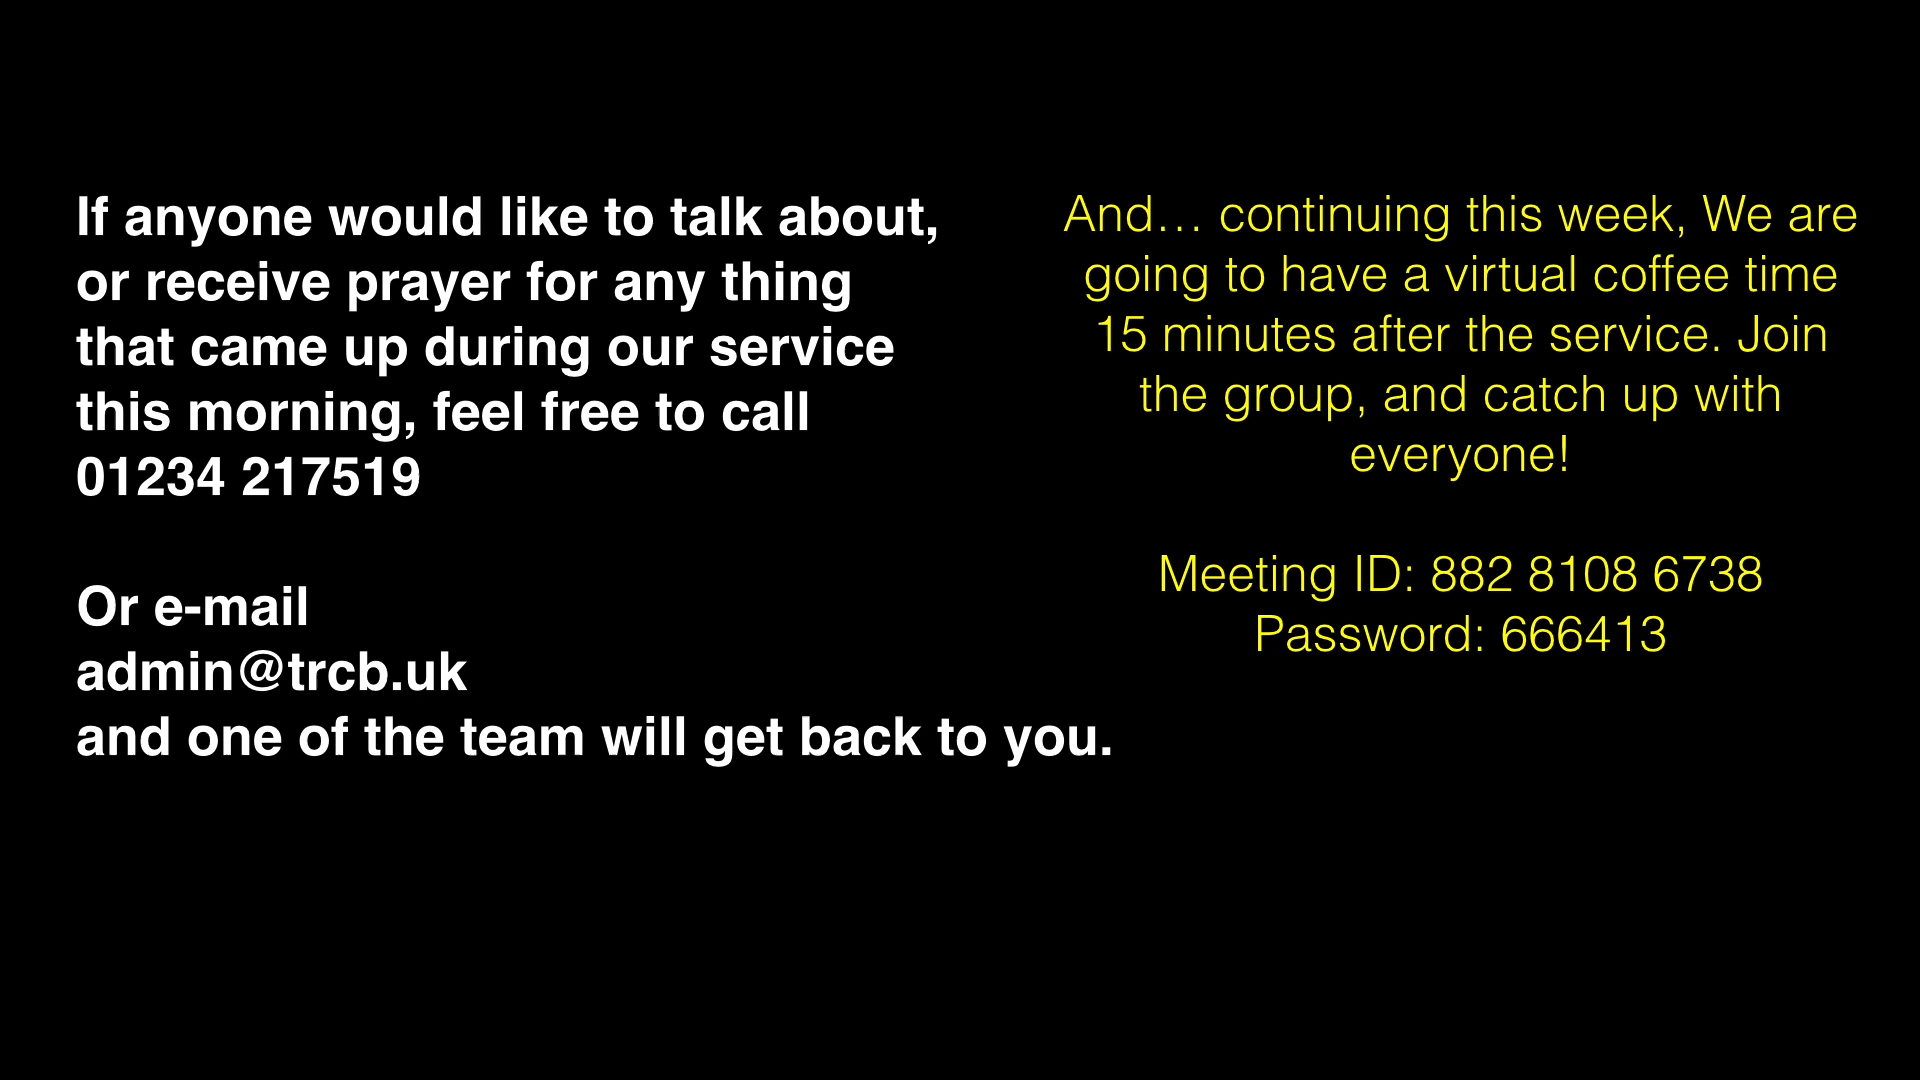 If anyone would like to talk about,
or receive prayer for any thing
that came up during our service
this morning, feel free to call
01234 217519
Or e-mail
admin@trcb.uk
and one of the team will get back to you.
And… continuing this week, We are
going to have a virtual coffee time
15 minutes after the service. Join
the group, and catch up with
everyone!
Meeting ID: 882 8108 6738
Password: 666413